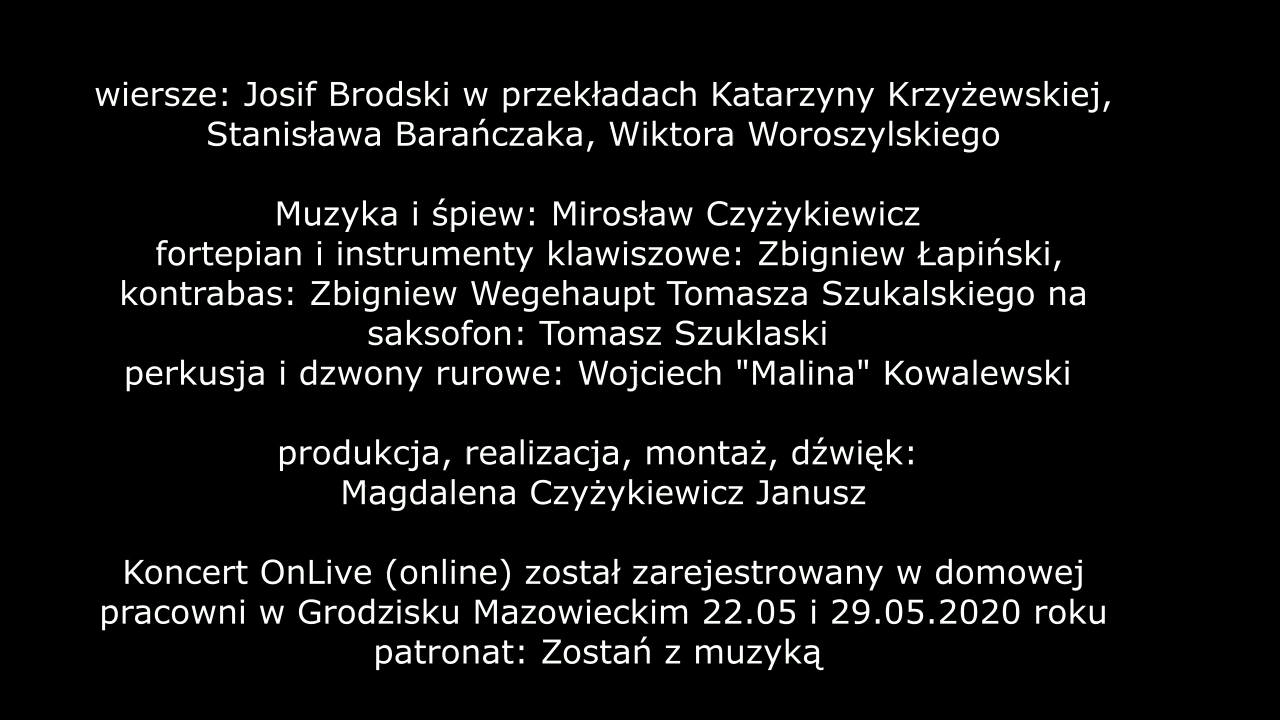 wiersze: Josif Brodski w przekładach Katarzyny Krzyżewskiej,
Stanisława Barańczaka, Wiktora Woroszylskiego
Muzyka i śpiew: Mirosław Czyżykiewicz
fortepian i instrumenty klawiszowe: Zbigniew Łapiński,
kontrabas: Zbigniew Wegehaupt Tomasza Szukalskiego na
saksofon: Tomasz Szuklaski
perkusja i dzwony rurowe: Wojciech "Malina" Kowalewski
produkcja, realizacja, montaż, dźwięk:
Magdalena Czyżykiewicz Janusz
Koncert OnLive (online) został zarejestrowany w domowej
pracowni w Grodzisku Mazowieckim 22.05 i 29.05.2020 roku
patronat: Zostań z muzyką